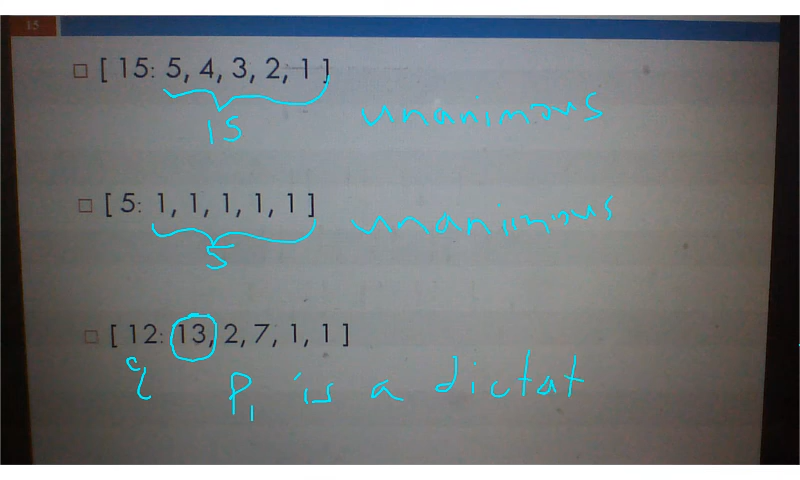 15
□ [ 15: 5, 4, 3, 2, 1 ]
15 unanimous
□ [ 5: 1, 1, 1, 1, 1 ] unaniimous
5
□ [ 12: 13, 2, 7, 1, 1 ]
P₁ is a dictat